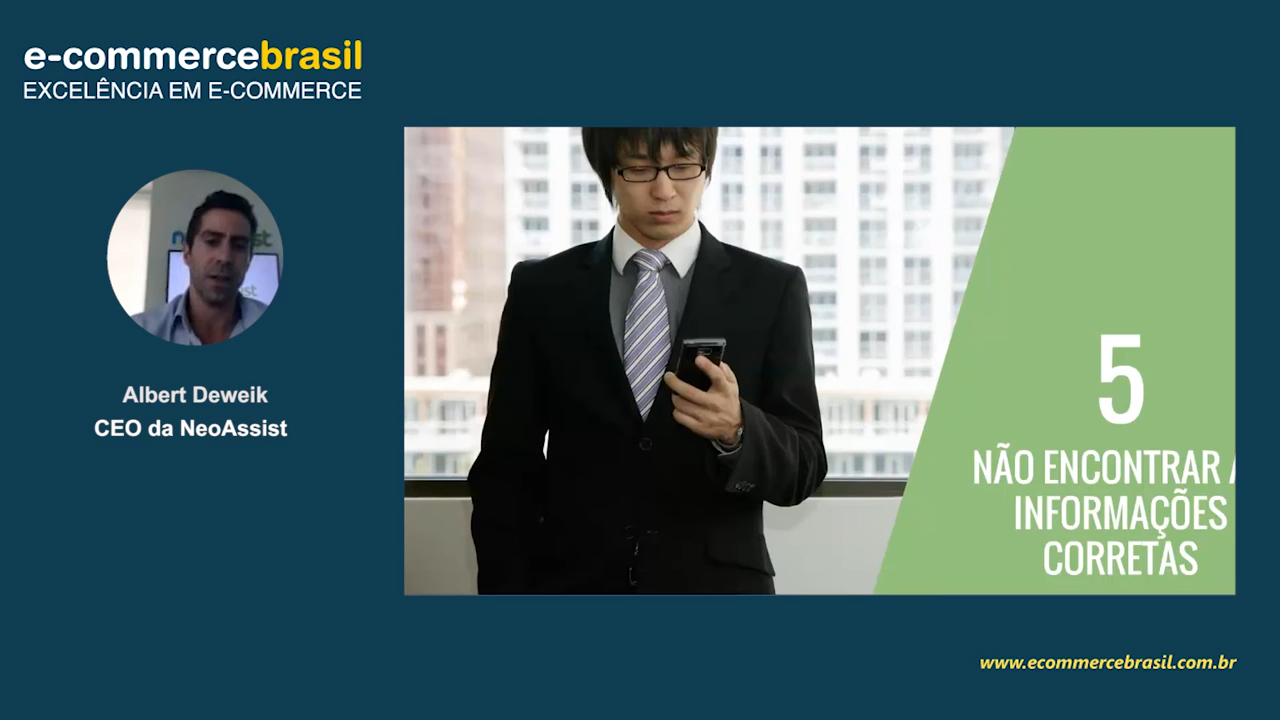 e-commercebrasil
EXCELÊNCIA EM E-COMMERCE
Albert Deweik
CEO da NeoAssist
5
NÃO ENCONTRAR
INFORMAÇÕES
CORRETAS
www.ecommercebrasil.com.br